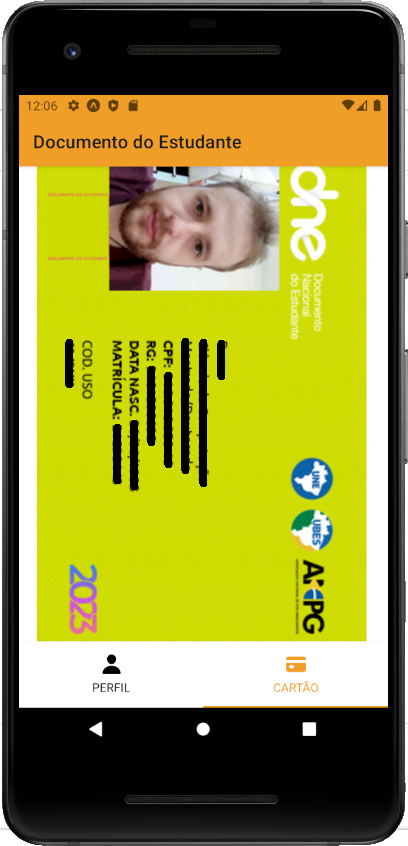 12:06
Documento do Estudante
DOCUMENTO DO ESTUDANTE
DOCUMENTO DO ESTUDANTE
dne
Documento
Nacional
do Estudante
CPF:
RG:
DATA NASC.
MATRÍCULA:
COD. USO
UNE
UBES
ANPG
2023
PERFIL
CARTÃO